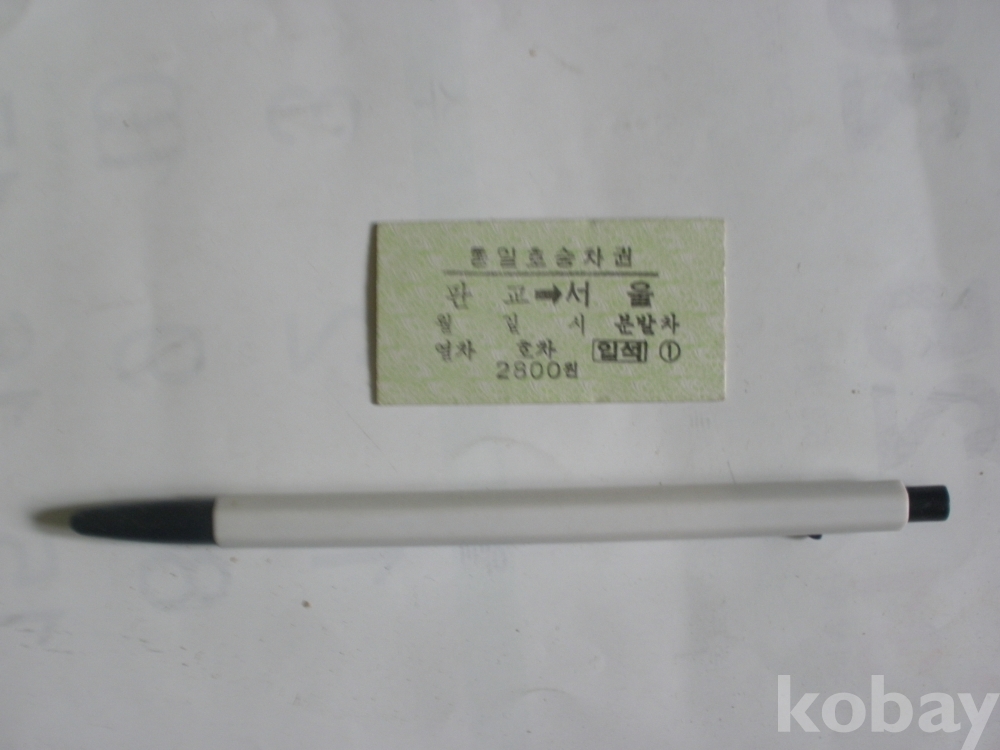 통일호승차권
판 교 ➡ 서 울
월 일 시 분발차
열차 호차 입석 ①
2800원
kobay